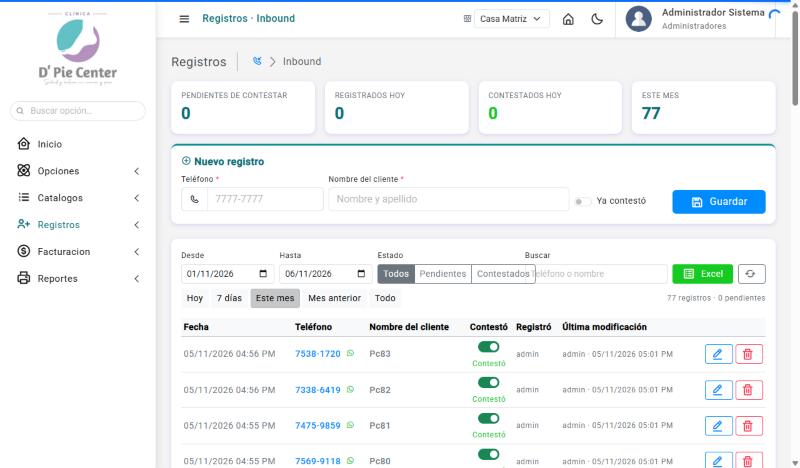 CLINICA
D' Pie Center
Buscar opción..
Inicio
Opciones
Catalogos
Registros
Facturacion
Reportes
Registros · Inbound
Casa Matriz
Administrador Sistema
Administradores
Registros
Inbound
PENDIENTES DE CONTESTAR
0
REGISTRADOS HOY
0
CONTESTADOS HOY
0
ESTE MES
77
Nuevo registro
Teléfono *
7777-7777
Nombre del cliente *
Nombre y apellido
Ya contestó
Guardar
Desde
01/11/2026
Hasta
06/11/2026
Estado
Todos Pendientes Contestados
Buscar
Teléfono o nombre
Excel
Hoy 7 días Este mes Mes anterior Todo
77 registros · 0 pendientes
Fecha Teléfono Nombre del cliente Contestó Registró Última modificación
05/11/2026 04:56 PM 7538-1720 Pc83 Contestó admin admin · 05/11/2026 05:01 PM
05/11/2026 04:56 PM 7338-6419 Pc82 Contestó admin admin · 05/11/2026 05:01 PM
05/11/2026 04:55 PM 7475-9859 Pc81 Contestó admin admin · 05/11/2026 05:01 PM
05/11/2026 04:55 PM 7569-9118 Pc80 admin admin · 05/11/2026 05:01 PM